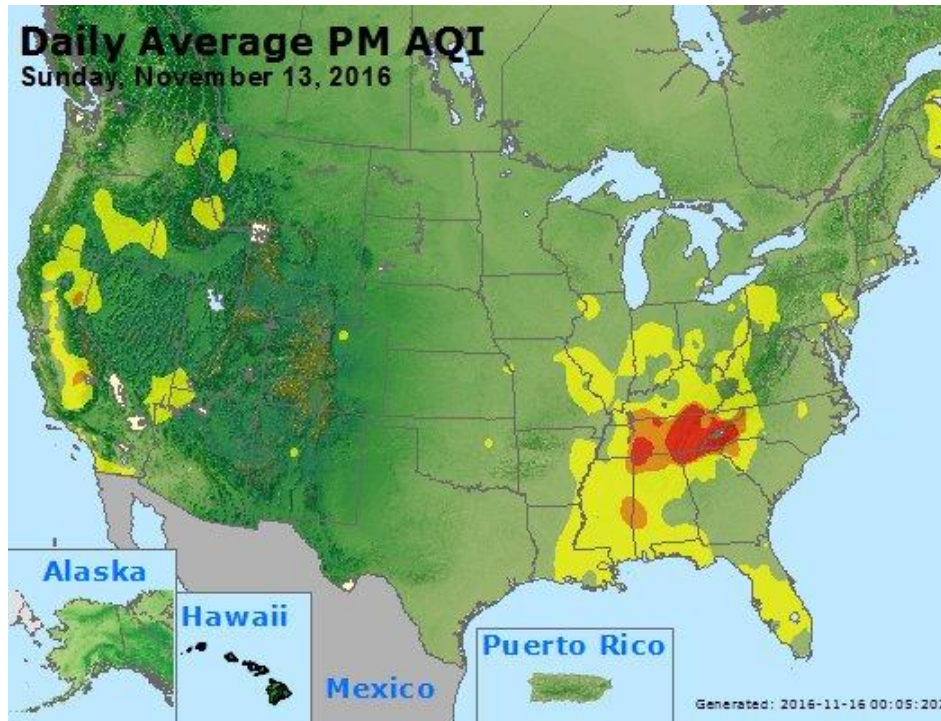 Daily Average PM AQI
Sunday, November 13, 2016
Alaska
Hawaii
Mexico
Puerto Rico
Generated: 2016-11-16 00:05:20